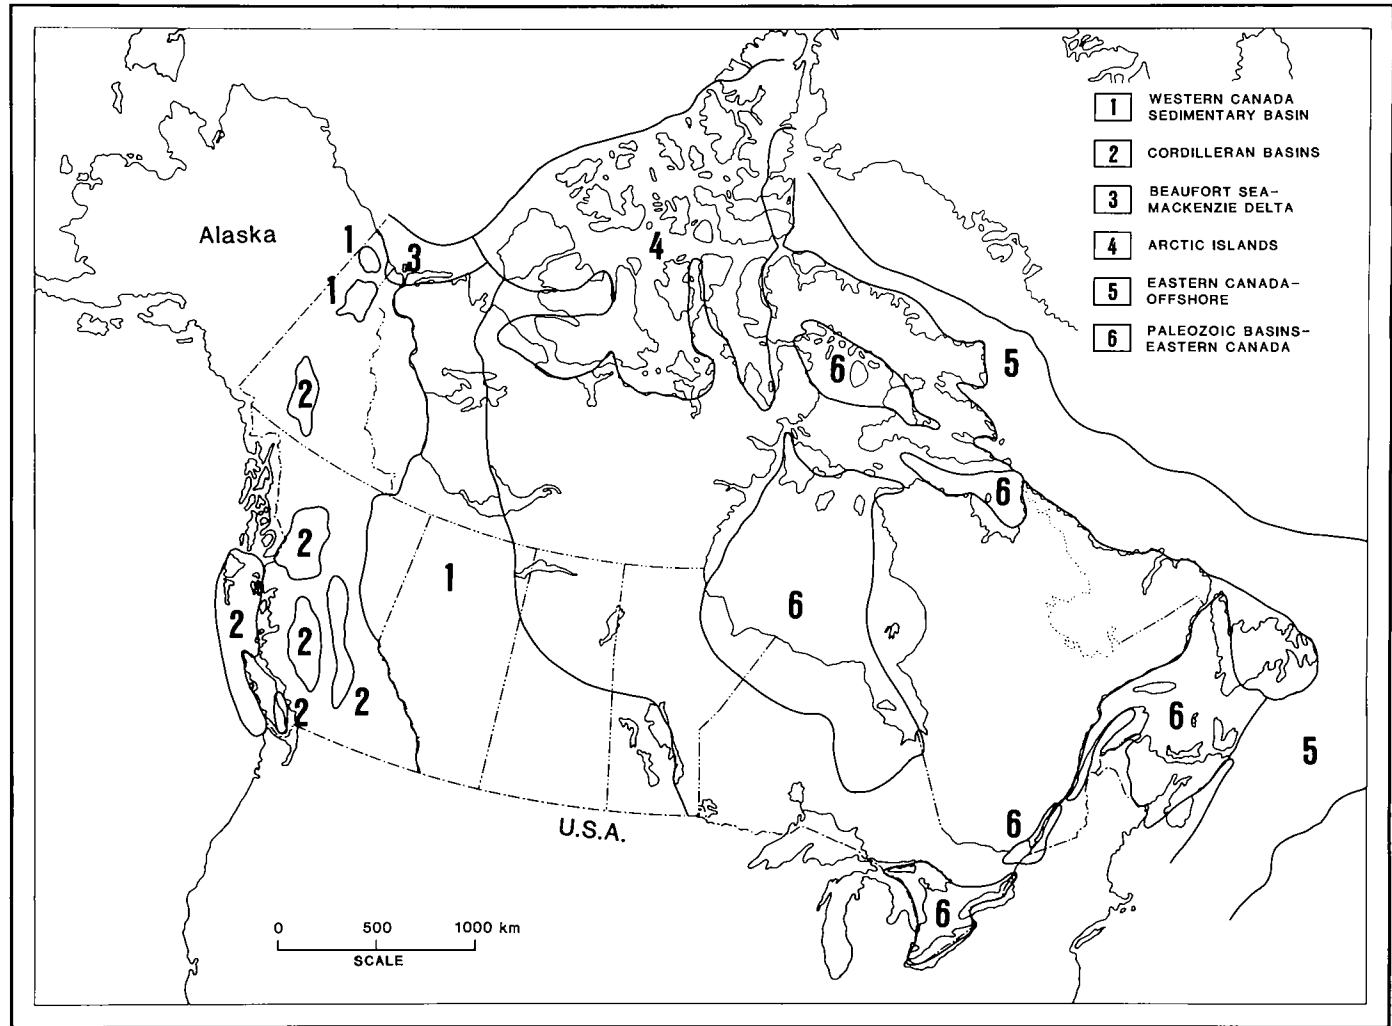 1 WESTERN CANADA
SEDIMENTARY BASIN
2 CORDILLERAN BASINS
3 BEAUFORT SEA–
MACKENZIE DELTA
4 ARCTIC ISLANDS
5 EASTERN CANADA–
OFFSHORE
6 PALEOZOIC BASINS–
EASTERN CANADA
Alaska
1
3
4
1
5
6
2
6
2
1
6
2
2
2
2
6
5
6
U.S.A.
6
0 500 1000 km
SCALE